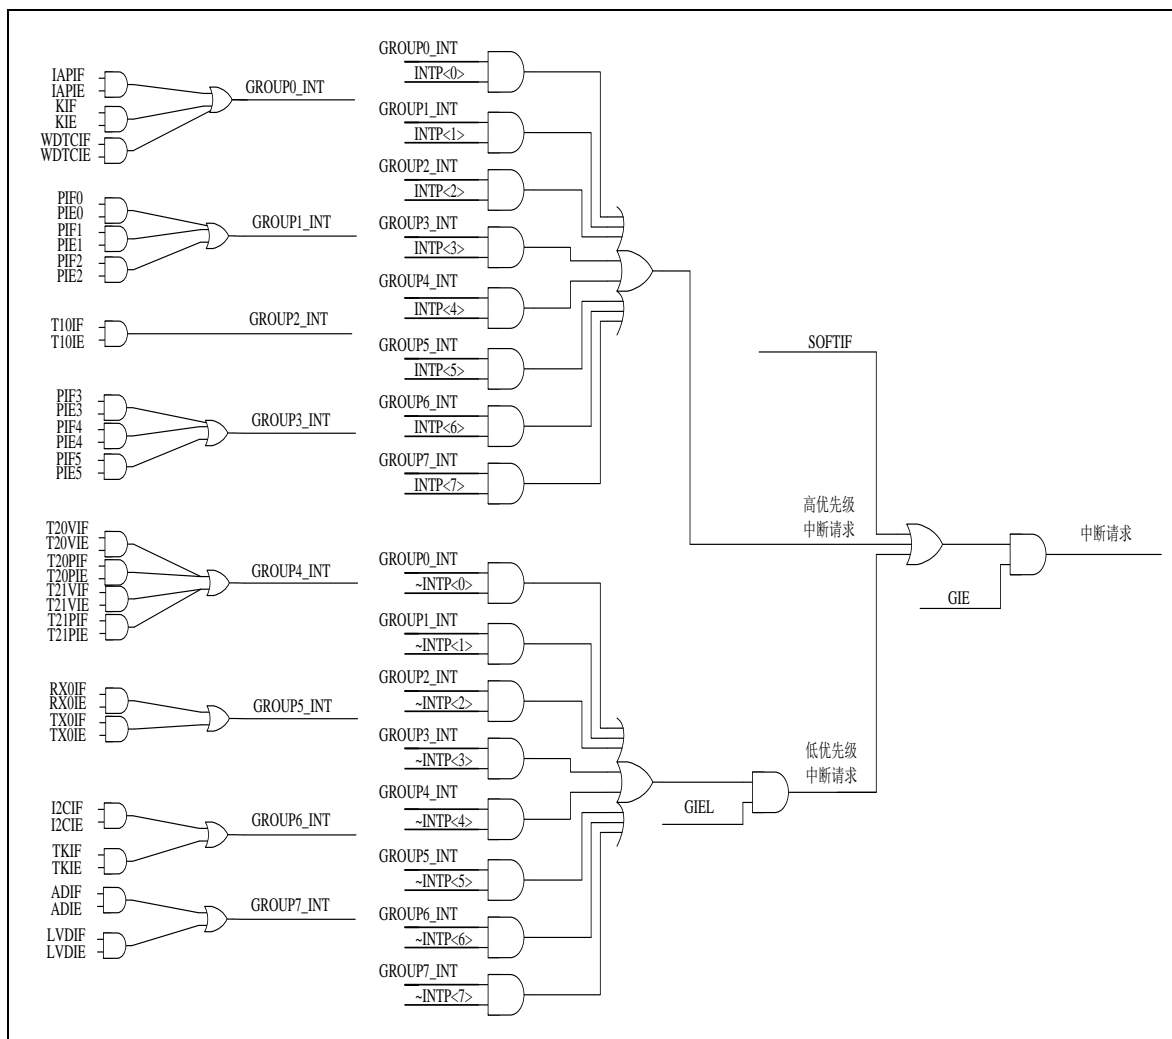 IAPIF
IAPIE
KIF
KIE
WDTCIF
WDTCIE
GROUP0_INT
PIF0
PIE0
PIF1
PIE1
PIF2
PIE2
GROUP1_INT
T10IF
T10IE
GROUP2_INT
PIF3
PIE3
PIF4
PIE4
PIF5
PIE5
GROUP3_INT
T20VIF
T20VIE
T20PIF
T20PIE
T21VIF
T21VIE
T21PIF
T21PIE
GROUP4_INT
RX0IF
RX0IE
TX0IF
TX0IE
GROUP5_INT
I2CIF
I2CIE
TKIF
TKIE
GROUP6_INT
ADIF
ADIE
LVDIF
LVDIE
GROUP7_INT
GROUP0_INT
INTP<0>
GROUP1_INT
INTP<1>
GROUP2_INT
INTP<2>
GROUP3_INT
INTP<3>
GROUP4_INT
INTP<4>
GROUP5_INT
INTP<5>
GROUP6_INT
INTP<6>
GROUP7_INT
INTP<7>
GROUP0_INT
~INTP<0>
GROUP1_INT
~INTP<1>
GROUP2_INT
~INTP<2>
GROUP3_INT
~INTP<3>
GROUP4_INT
~INTP<4>
GROUP5_INT
~INTP<5>
GROUP6_INT
~INTP<6>
GROUP7_INT
~INTP<7>
SOFTIF
高优先级
中断请求
GIEL
低优先级
中断请求
GIE
中断请求